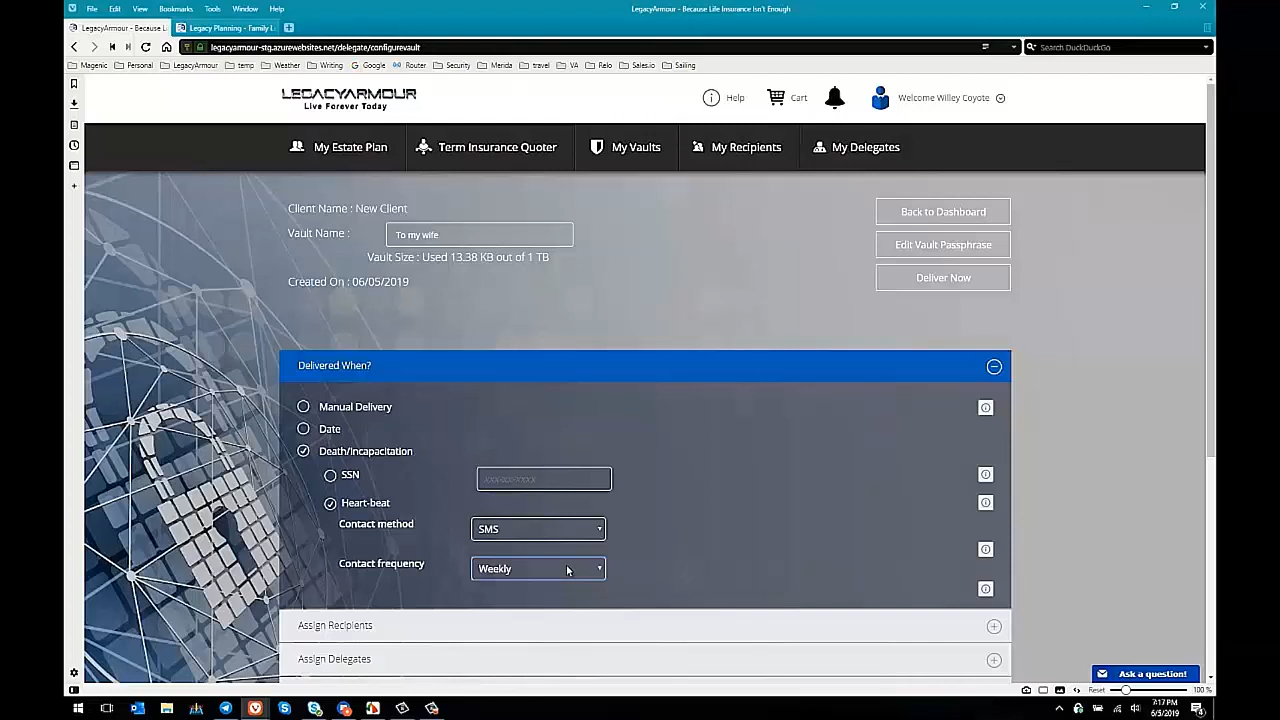 File Edit View Bookmarks Tools Window Help
LegacyArmour - Because Life Insurance Isn't Enough
LegacyArmour - Because L
Legacy Planning - Family L
legacyarmour-stg.azurewebsites.net/delegate/configurevault
Search DuckDuckGo
Magenic Personal LegacyArmour temp Weather Writing Google Router Security Merida travel VA Relo Sales.io Sailing
LEGACYARMOUR
Live Forever Today
Help
Cart
Welcome Willey Coyote
My Estate Plan
Term Insurance Quoter
My Vaults
My Recipients
My Delegates
Client Name : New Client
Vault Name :
To my wife
Vault Size : Used 13.38 KB out of 1 TB
Created On : 06/05/2019
Back to Dashboard
Edit Vault Passphrase
Deliver Now
Delivered When?
Manual Delivery
Date
Death/Incapacitation
SSN
Heart-beat
Contact method
SMS
Contact frequency
Weekly
Assign Recipients
Assign Delegates
Ask a question!
Reset
100 %
7:17 PM
6/5/2019